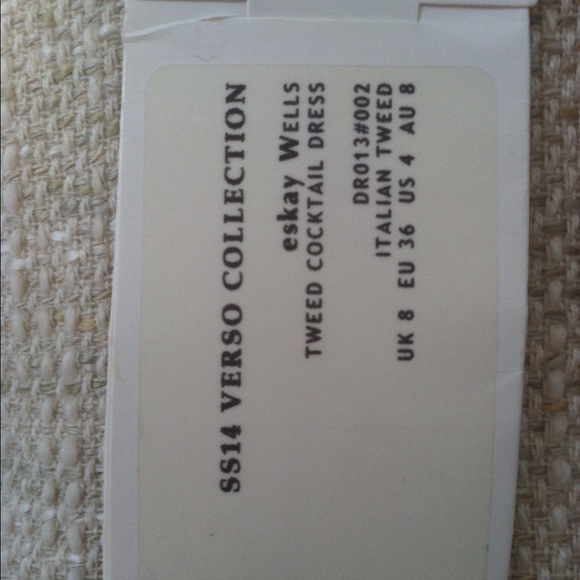 SS14 VERSO COLLECTION
eskay WELLS
TWEED COCKTAIL DRESS
DR013#002
ITALIAN TWEED
UK 8 EU 36 US 4 AU 8